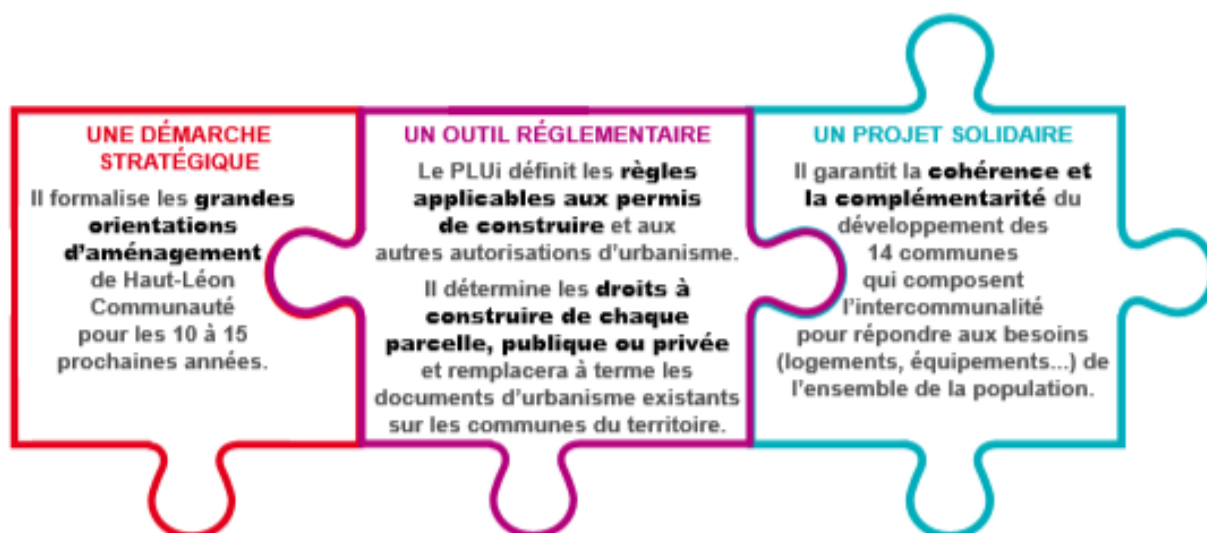 UNE DÉMARCHE
STRATÉGIQUE
Il formalise les grandes
orientations
d'aménagement
de Haut-Léon
Communauté
pour les 10 à 15
prochaines années.
UN OUTIL RÉGLEMENTAIRE
Le PLUi définit les règles
applicables aux permis
de construire et aux
autres autorisations d'urbanisme.
Il détermine les droits à
construire de chaque
parcelle, publique ou privée
et remplacera à terme les
documents d'urbanisme existants
sur les communes du territoire.
UN PROJET SOLIDAIRE
Il garantit la cohérence et
la complémentarité du
développement des
14 communes
qui composent
l'intercommunalité
pour répondre aux besoins
(logements, équipements...) de
l'ensemble de la population.